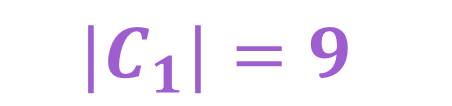 |C₁| = 9